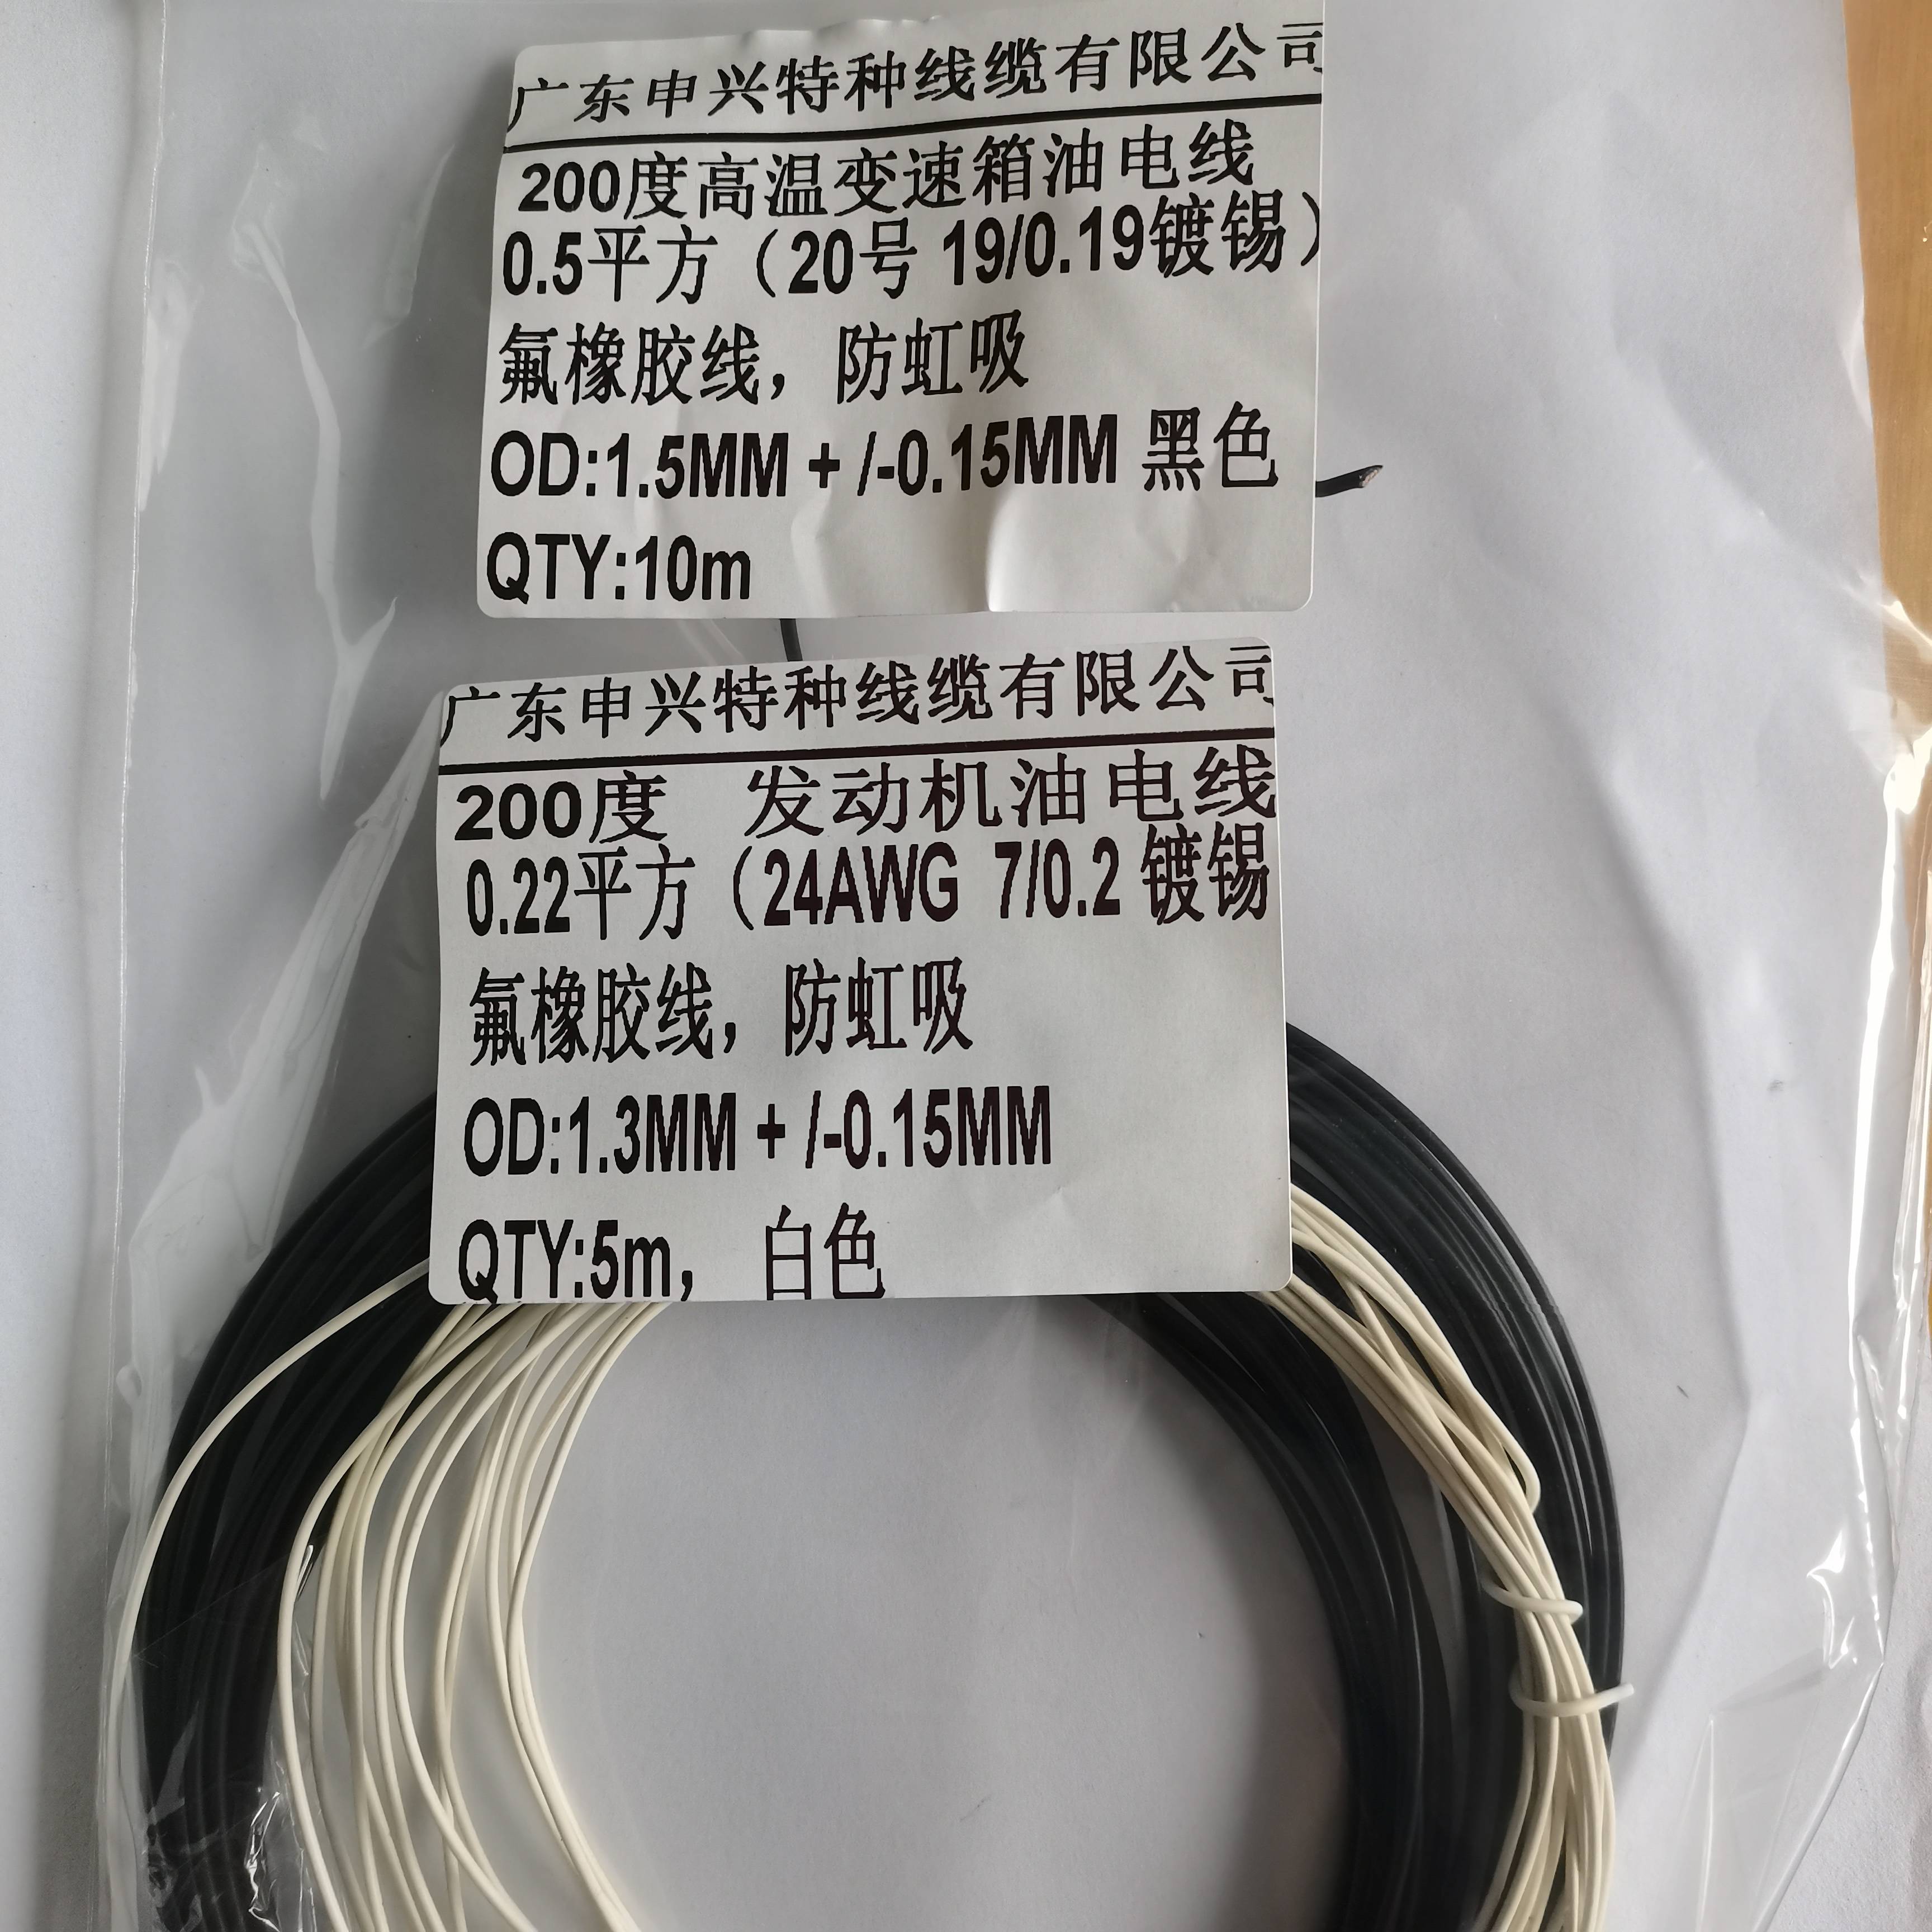 广东申兴特种线缆有限公司
200度高温变速箱油电线
0.5平方（20号 19/0.19镀锡）
氟橡胶线，防虹吸
OD:1.5MM + /-0.15MM 黑色
QTY:10m
广东申兴特种线缆有限公司
200度 发动机油电线
0.22平方（24AWG 7/0.2 镀锡
氟橡胶线，防虹吸
OD:1.3MM + /-0.15MM
QTY:5m， 白色